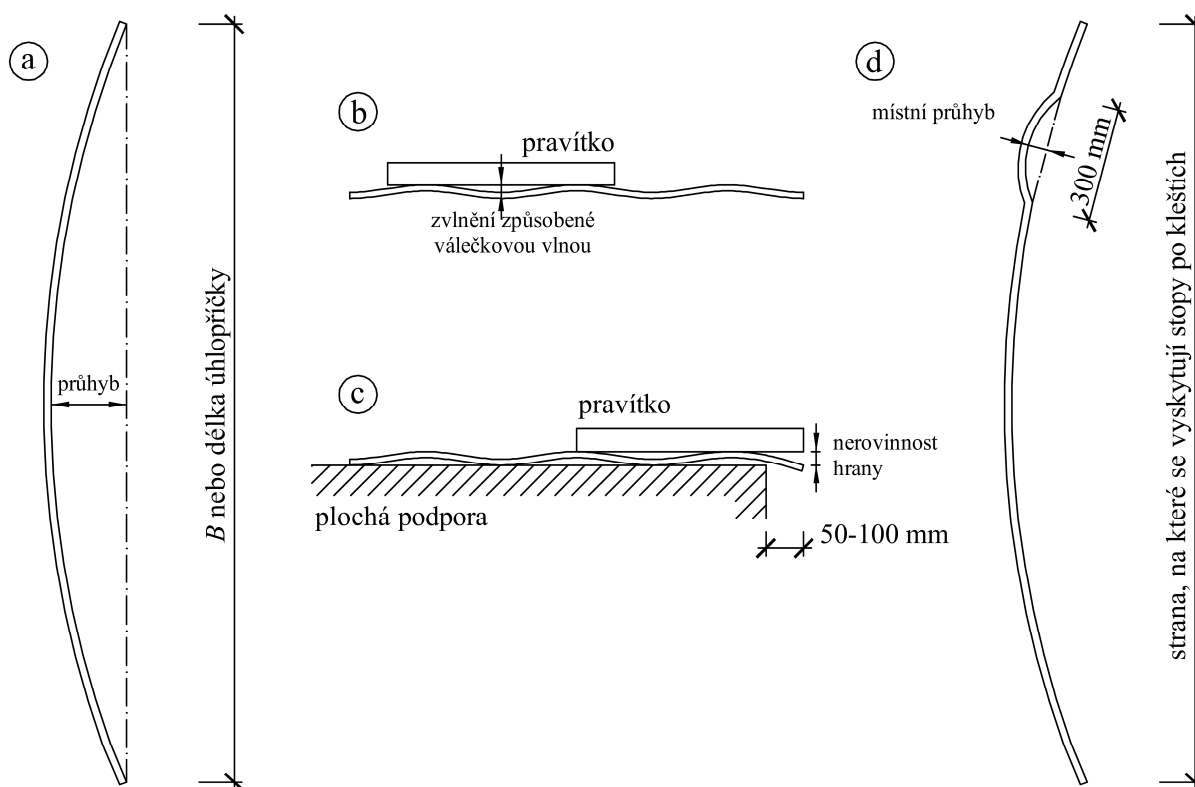 a
průhyb
B nebo délka úhlopříčky
b
pravítko
zvlnění způsobené
válečkovou vlnou
c
pravítko
nerovinnost
hrany
plochá podpora
50-100 mm
d
místní průhyb
300 mm
strana, na které se vyskytují stopy po kleštích